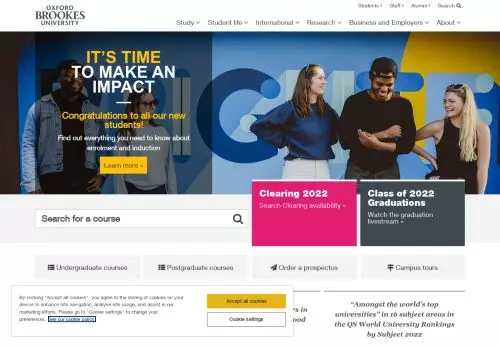 OXFORD
BROOKES
UNIVERSITY
Students › Staff › Alumni › Search
Study Student life International Research Business and Employers About
IT'S TIME
TO MAKE AN
IMPACT
Congratulations to all our new
students!
Find out everything you need to know about
enrolment and induction
Learn more »
Clearing 2022
Search Clearing availability »
Class of 2022
Graduations
Watch the graduation
livestream »
Search for a course
Undergraduate courses
Postgraduate courses
Order a prospectus
Campus tours
By clicking "Accept all cookies", you agree to the storing of cookies on your
device to enhance site navigation, analyse site usage, and assist in our
marketing efforts. Please go to "Cookie settings" to change your
preferences. See our cookie policy.
Accept all cookies
Cookie settings
rs in
ood
"Amongst the world's top
universities" in 16 subject areas in
the QS World University Rankings
by Subject 2022